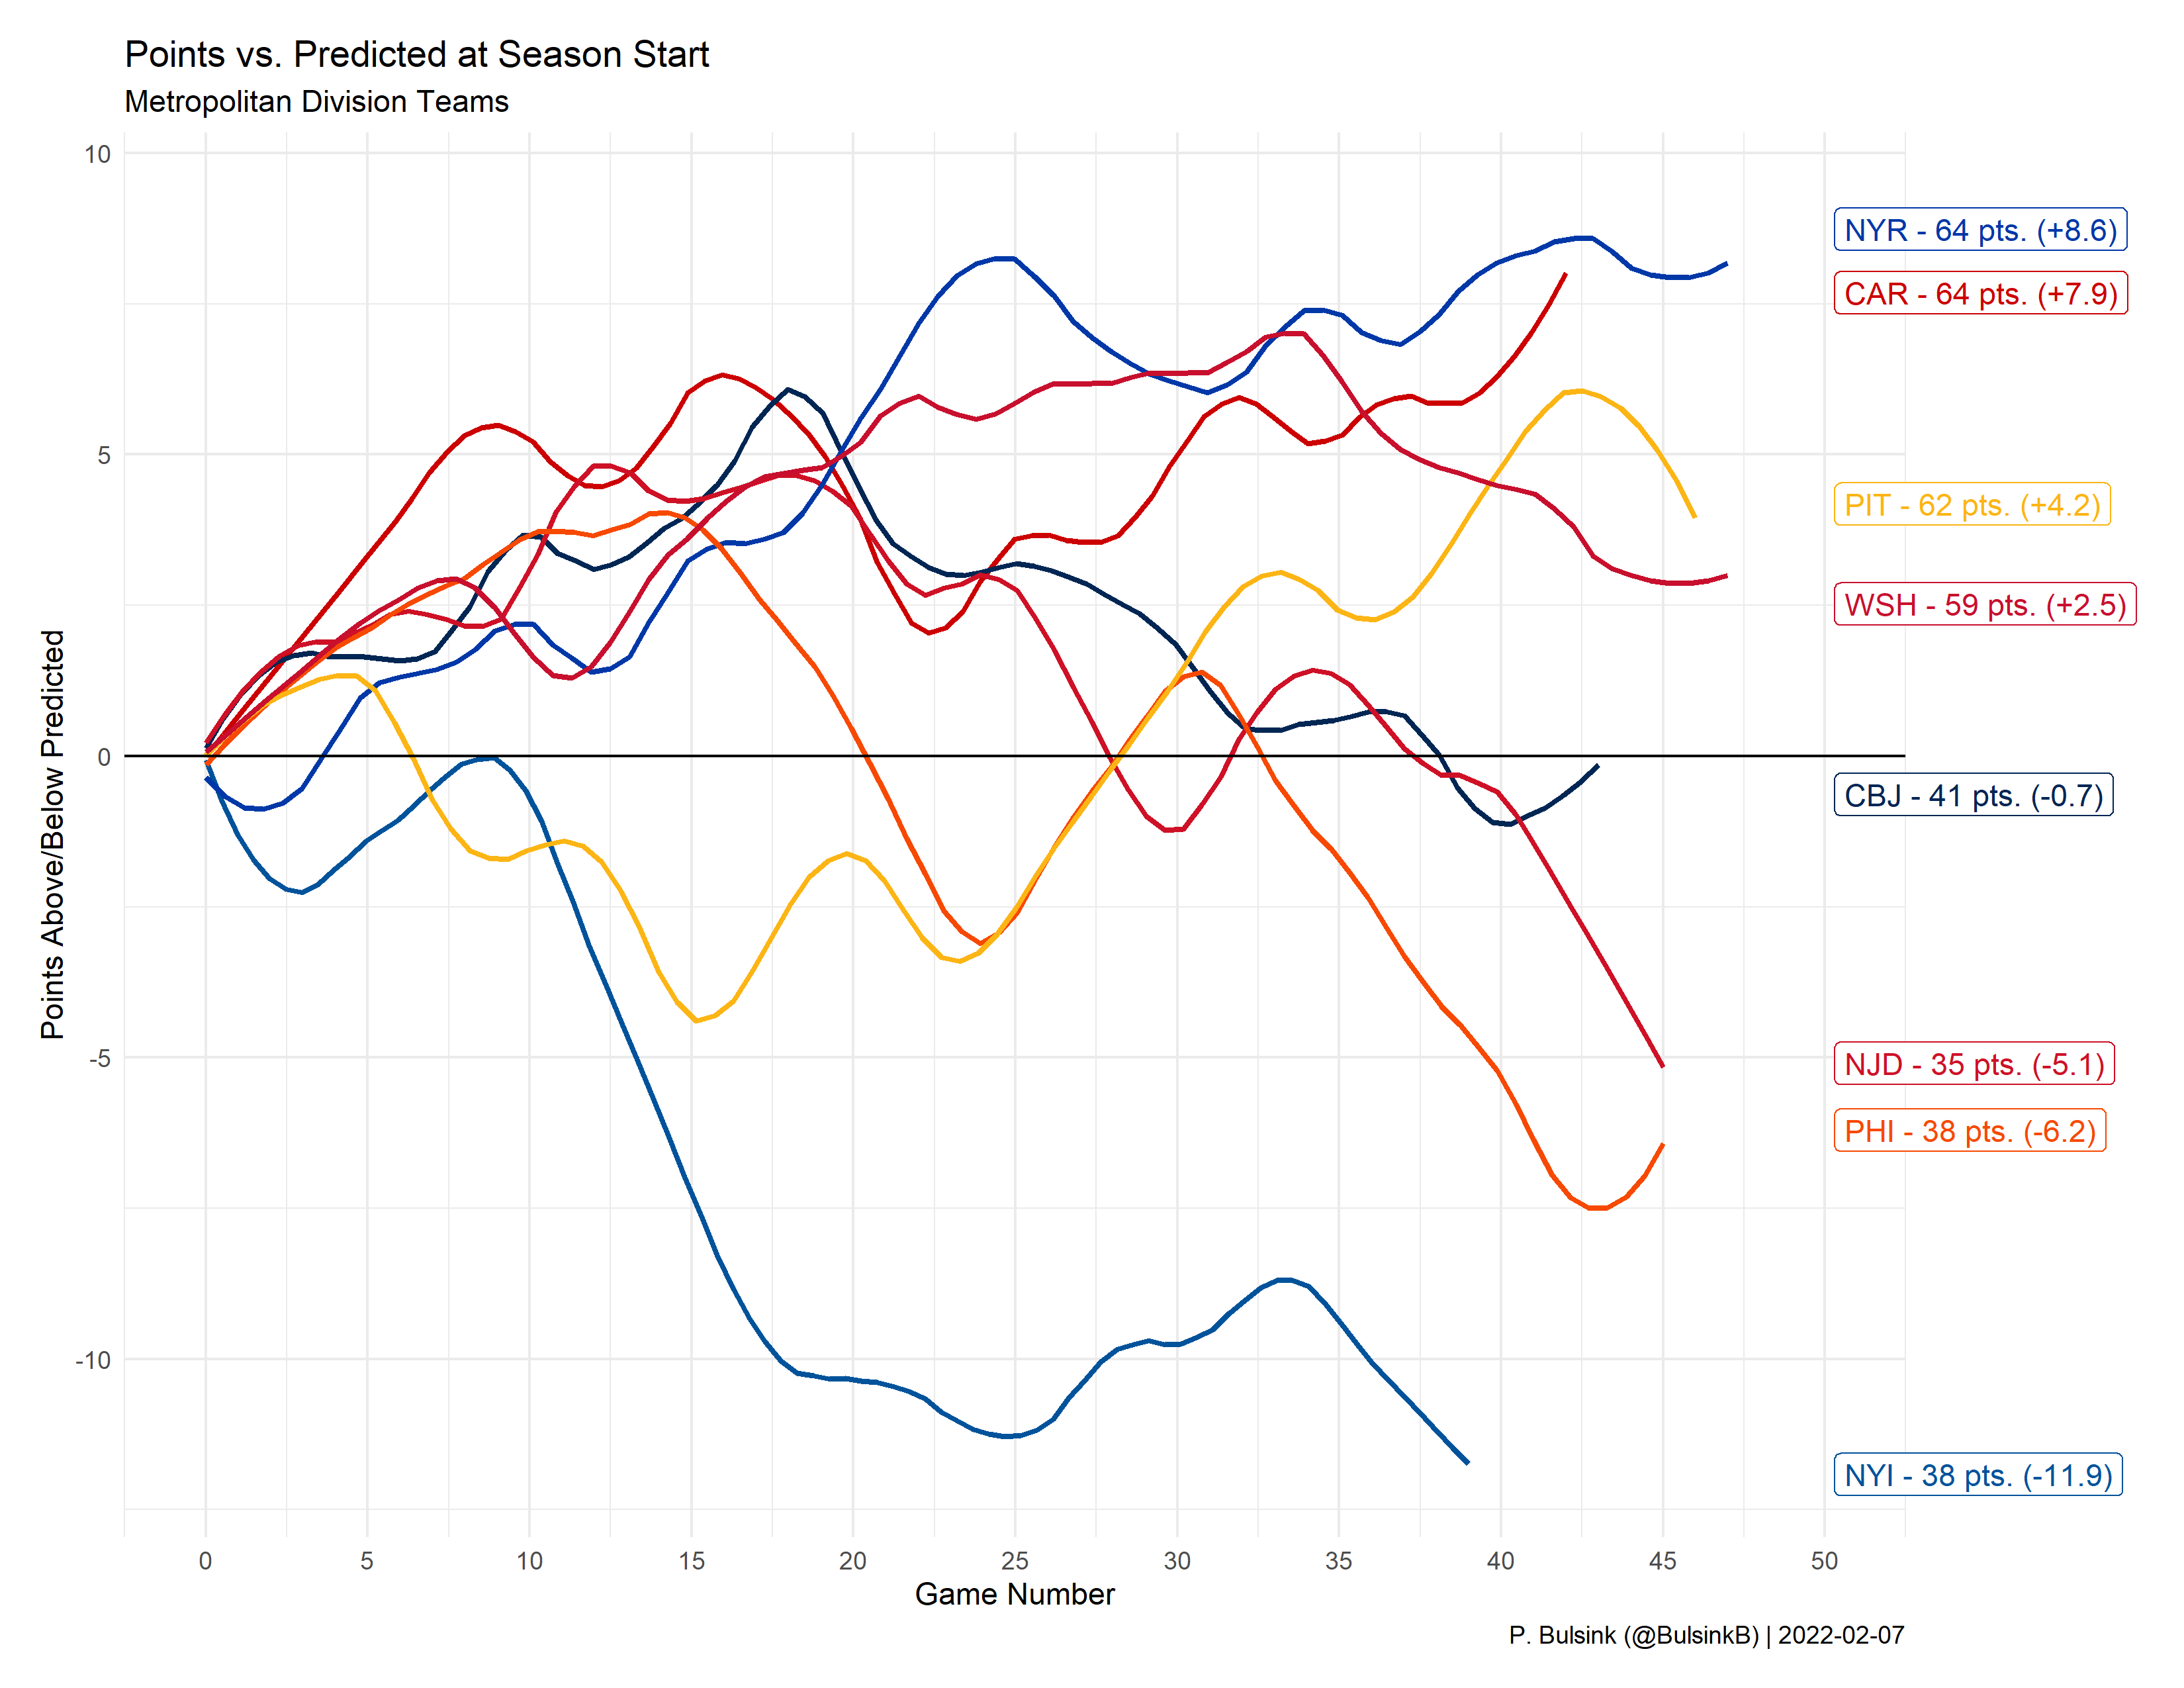 Points vs. Predicted at Season Start
Metropolitan Division Teams
Points Above/Below Predicted
10
5
0
-5
-10
NYR - 64 pts. (+8.6)
CAR - 64 pts. (+7.9)
PIT - 62 pts. (+4.2)
WSH - 59 pts. (+2.5)
CBJ - 41 pts. (-0.7)
NJD - 35 pts. (-5.1)
PHI - 38 pts. (-6.2)
NYI - 38 pts. (-11.9)
0 5 10 15 20 25 30 35 40 45 50
Game Number
P. Bulsink (@BulsinkB) | 2022-02-07